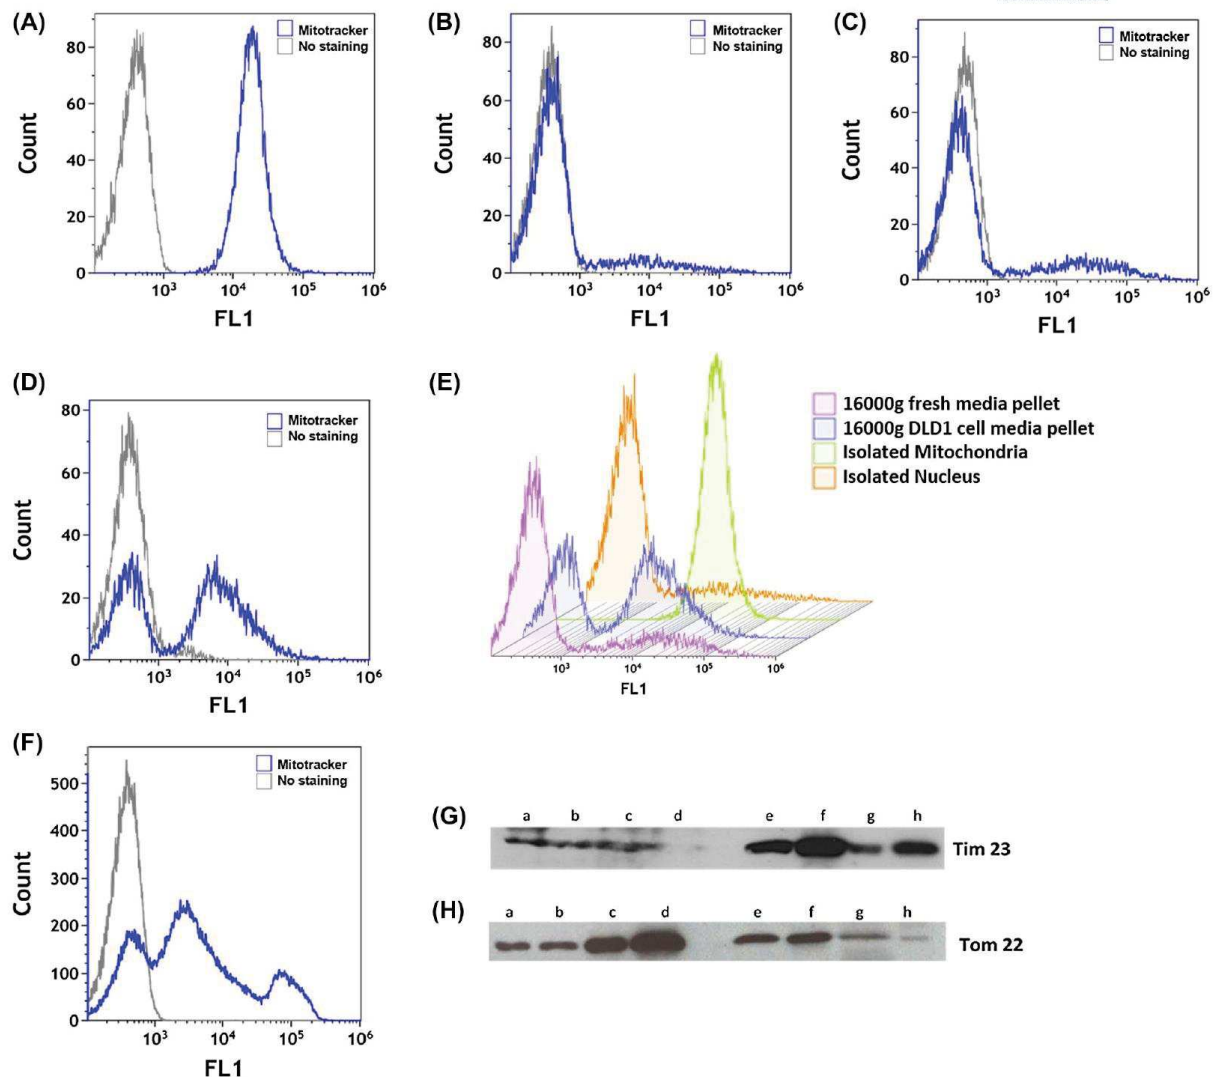 (A)
Mitotracker
No staining
Count
80
60
40
20
0
10³ 10⁴ 10⁵ 10⁶
FL1
(B)
Mitotracker
No staining
Count
80
60
40
20
0
10³ 10⁴ 10⁵ 10⁶
FL1
(C)
Mitotracker
No staining
Count
80
60
40
20
0
10³ 10⁴ 10⁵ 10⁶
FL1
(D)
Mitotracker
No staining
Count
80
60
40
20
0
10³ 10⁴ 10⁵ 10⁶
FL1
(E)
16000g fresh media pellet
16000g DLD1 cell media pellet
Isolated Mitochondria
Isolated Nucleus
10³ 10⁴ 10⁵ 10⁶
FL1
(F)
Mitotracker
No staining
Count
500
400
300
200
100
0
10³ 10⁴ 10⁵ 10⁶
FL1
(G)
a b c d e f g h
Tim 23
(H)
a b c d e f g h
Tom 22